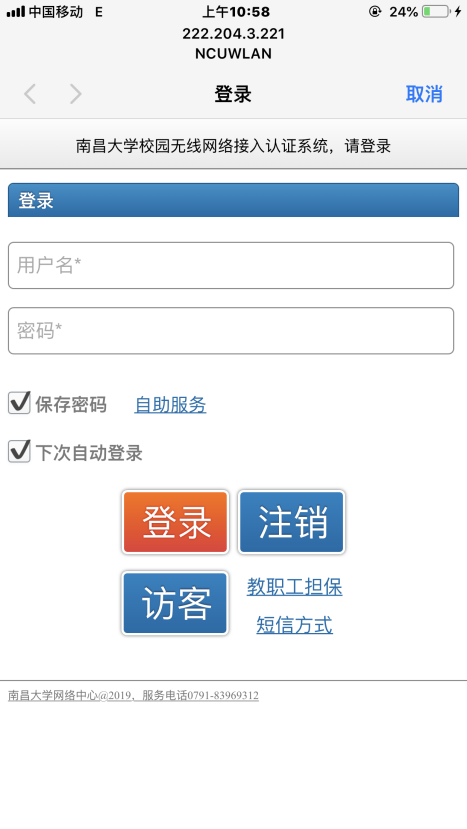 中国移动 E 上午10:58 24%
222.204.3.221
NCUWLAN
登录 取消
南昌大学校园无线网络接入认证系统，请登录
登录
用户名*
密码*
保存密码 自助服务
下次自动登录
登录 注销
访客 教职工担保
短信方式
南昌大学网络中心@2019，服务电话0791-83969312